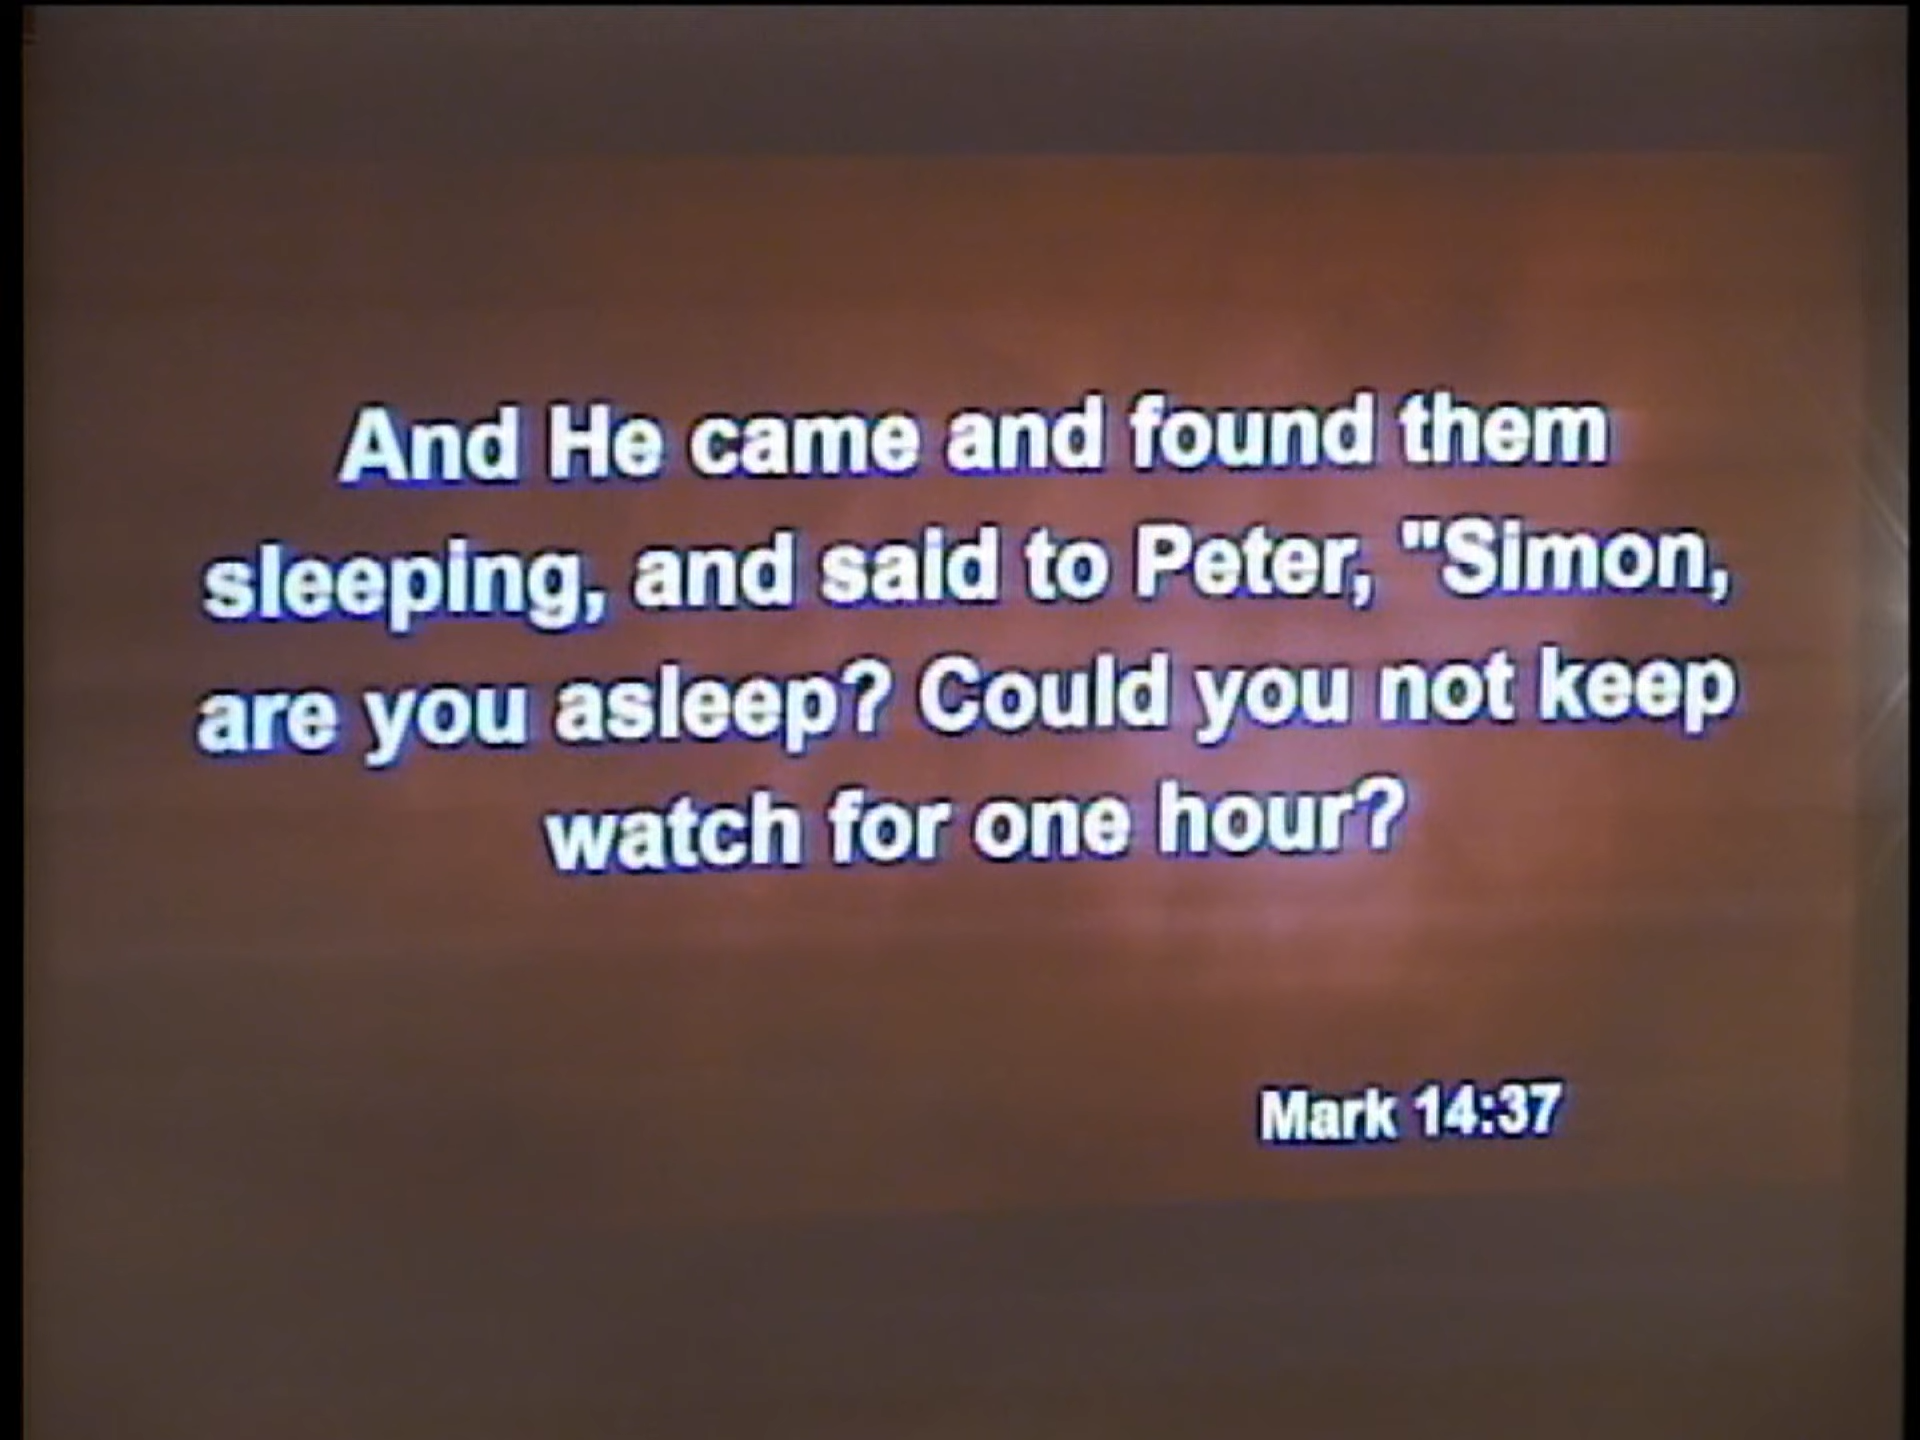 And He came and found them
sleeping, and said to Peter, "Simon,
are you asleep? Could you not keep
watch for one hour?
Mark 14:37